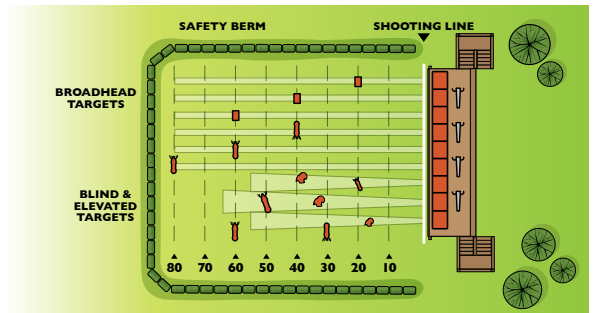 SAFETY BERM
SHOOTING LINE
BROADHEAD
TARGETS
BLIND &
ELEVATED
TARGETS
80 70 60 50 40 30 20 10